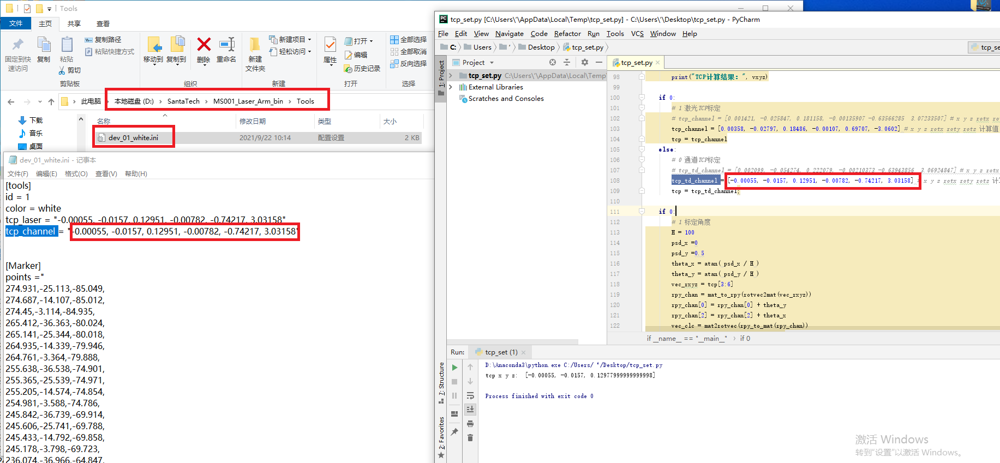 Tools
文件 主页 共享 查看
固定到快速访问
复制
粘贴
复制路径
粘贴快捷方式
剪切
剪贴板
移动到
复制到
删除
重命名
组织
新建文件夹
新建项目
轻松访问
新建
属性
打开
编辑
历史记录
打开
全部选择
全部取消
反向选择
选择
此电脑 > 本地磁盘 (D:) > SantaTech > MS001_Laser_Arm_bin > Tools
下载
音乐
桌面
名称 修改日期 类型 大小
dev_01_white.ini 2021/9/22 10:14 配置设置 2 KB
dev_01_white.ini - 记事本
文件(F) 编辑(E) 格式(O) 查看(V) 帮助(H)
[tools]
id = 1
color = white
tcp_laser = "-0.00055, -0.0157, 0.12951, -0.00782, -0.74217, 3.03158"
tcp_channel = "-0.00055, -0.0157, 0.12951, -0.00782, -0.74217, 3.03158"
[Marker]
points ="
274.931,-25.113,-85.049,
274.687,-14.107,-85.012,
274.45,-3.114,-84.935,
265.412,-36.363,-80.024,
265.141,-25.344,-80.018,
264.935,-14.339,-79.946,
264.761,-3.364,-79.888,
255.638,-36.538,-74.901,
255.365,-25.539,-74.971,
255.205,-14.574,-74.854,
254.981,-3.588,-74.786,
245.842,-36.739,-69.914,
245.606,-25.741,-69.788,
245.433,-14.792,-69.858,
245.178,-3.798,-69.723,
236.074,-36.966,-64.847,
tcp_set.py [C:\Users\'\AppData\Local\Temp\tcp_set.py] - C:\Users\'\Desktop\tcp_set.py - PyCharm
File Edit View Navigate Code Refactor Run Tools VCS Window Help
C: Users ' Desktop tcp_set.py
tcp_se
1: Project
Project
tcp_set.py
tcp_set.py C:\Users\'\AppData\Local\Temp
External Libraries
Scratches and Consoles
98 print("TCP计算结果：", vxyz)
99
100 if 0:
101 # 1 激光TCP标定
102 # tcp_channel = [0.001421, -0.025847, 0.181158, -0.00135907 -0.63566285 3.07233507] # x y z rotx rot
103 tcp_channel = [0.00358, -0.02797, 0.18486, -0.00107, 0.69707, -3.0602] # x y z rotx roty rotz 计算值
104 tcp = tcp_channel
105 else:
106 # 0 通道TCP标定
107 # tcp_td_channel = [0.002099, -0.054274, 0.222079, -0.00210373 -0.63943856 3.06924847] # x y z rotx
108 tcp_td_channel = [-0.00055, -0.0157, 0.12951, -0.00782, -0.74217, 3.03158] # x y z rotx roty rotz 计
109 tcp = tcp_td_channel;
110
111 if 0:
112 # 1 标定角度
113 H = 100
114 psd_x =0
115 psd_y =0.5
116 theta_x = atan( psd_x / H )
117 theta_y = atan( psd_y / H )
118 vec_rxyz = tcp[3:6]
119 rpy_chan = mat_to_rpy(rotvec2mat(vec_rxyz))
120 rpy_chan[0] = rpy_chan[0] + theta_y
121 rpy_chan[2] = rpy_chan[2] + theta_x
122 vec_clc = mat2rotvec(rpy_to_mat(rpy_chan))
if __name__ == "__main__" > if 0
Run: tcp_set (1)
7: Structure
2: Favorites
D:\Anaconda3\python.exe C:/Users/‘/Desktop/tcp_set.py
tcp x y z: [-0.00055, -0.0157, 0.12977999999999998]
Process finished with exit code 0
激活 Windows
转到“设置”以激活 Windows。